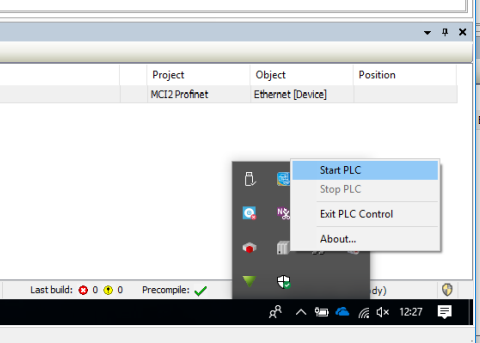 Project Object Position
MCI2 Profinet Ethernet [Device]
Start PLC
Stop PLC
Exit PLC Control
About...
Last build: 0 0 Precompile: dy)
12:27